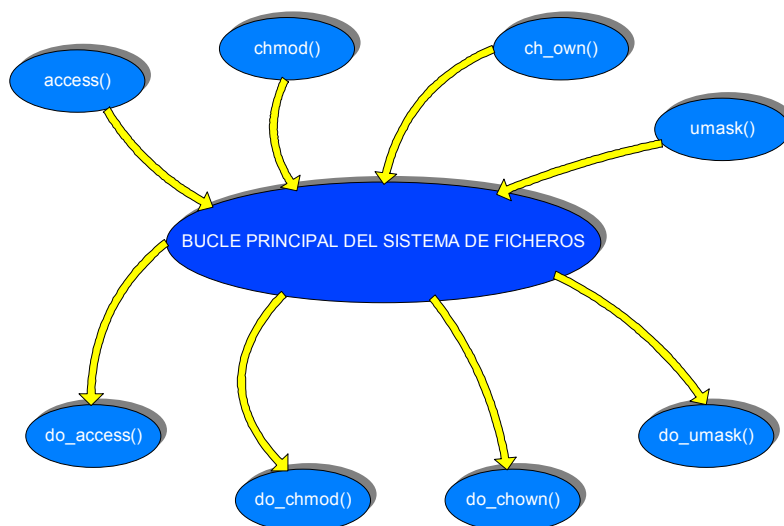 chmod()
ch_own()
access()
umask()
BUCLE PRINCIPAL DEL SISTEMA DE FICHEROS
do_access()
do_umask()
do_chmod()
do_chown()